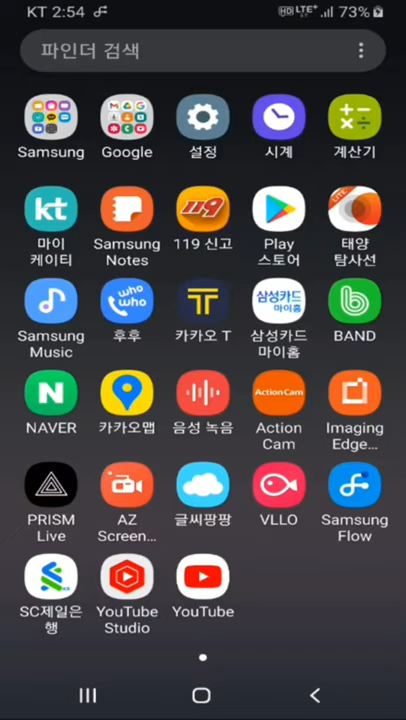 KT 2:54 HD LTE+ 73%
파인더 검색
Samsung Google 설정 시계 계산기
kt 119 LITE
마이 Samsung 119 신고 Play 태양
케이티 Notes 스토어 탐사선
who who T 삼성카드 마이홈 b
Samsung 후후 카카오 T 삼성카드 BAND
Music 마이홈
N ActionCam
NAVER 카카오맵 음성 녹음 Action Imaging
Cam Edge...
PRISM AZ 글씨팡팡 VLLO Samsung
Live Screen... Flow
SC제일은 YouTube YouTube
행 Studio